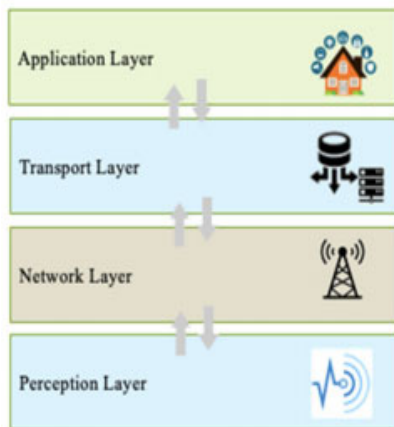 Application Layer
Transport Layer
Network Layer
Perception Layer